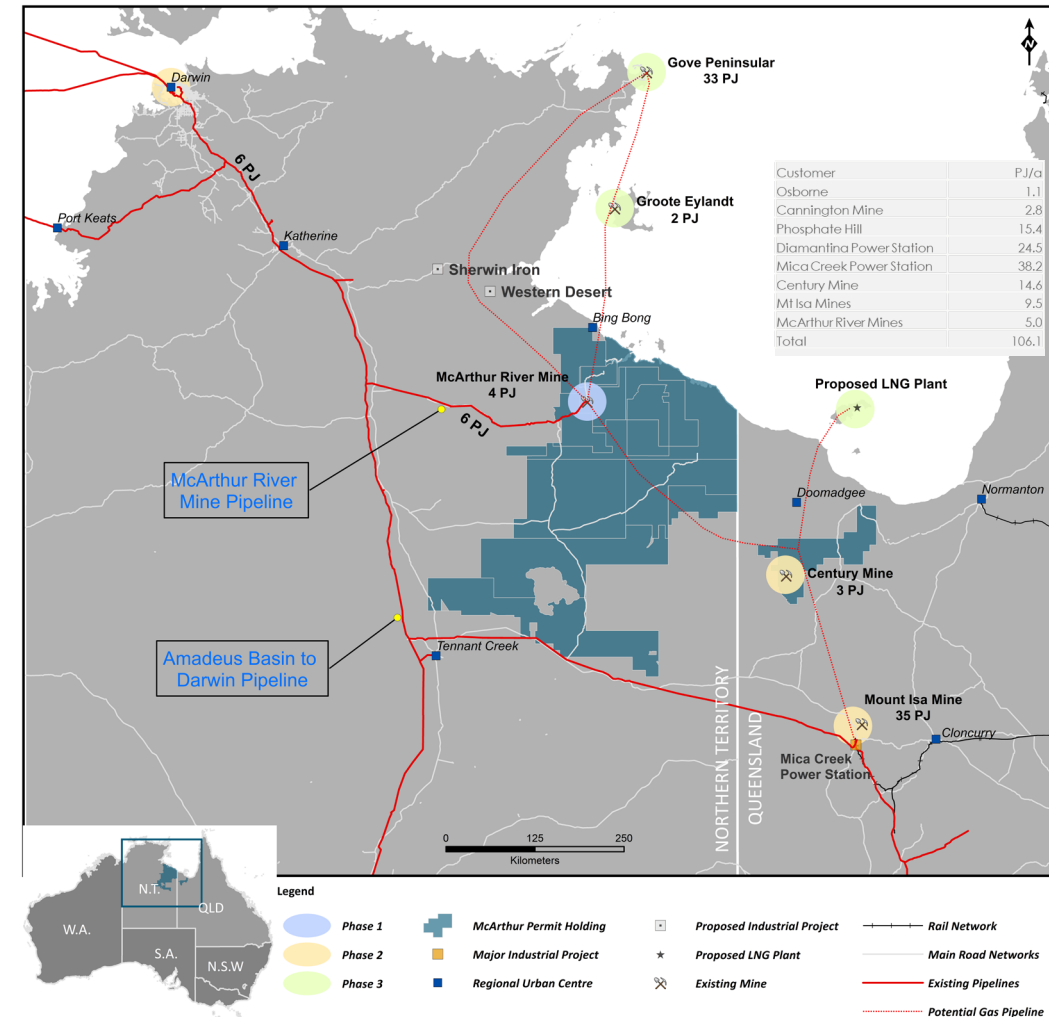 Gove Peninsular
33 PJ
N
Darwin
6 PJ
Customer PJ/a
Osborne 1.1
Cannington Mine 2.8
Phosphate Hill 15.4
Diamantina Power Station 24.5
Mica Creek Power Station 38.2
Century Mine 14.6
Mt Isa Mines 9.5
McArthur River Mines 5.0
Total 106.1
Groote Eylandt
2 PJ
Port Keats
Katherine
Sherwin Iron
Western Desert
Bing Bong
McArthur River Mine
4 PJ
6 PJ
Proposed LNG Plant
McArthur River
Mine Pipeline
Doomadgee
Normanton
Century Mine
3 PJ
Amadeus Basin to
Darwin Pipeline
Tennant Creek
NORTHERN TERRITORY
QUEENSLAND
Mount Isa Mine
35 PJ
Cloncurry
Mica Creek
Power Station
0 125 250
Kilometers
N.T.
QLD
W.A.
S.A.
N.S.W
Legend
Phase 1
Phase 2
Phase 3
McArthur Permit Holding
Major Industrial Project
Regional Urban Centre
Proposed Industrial Project
Proposed LNG Plant
Existing Mine
Rail Network
Main Road Networks
Existing Pipelines
Potential Gas Pipeline